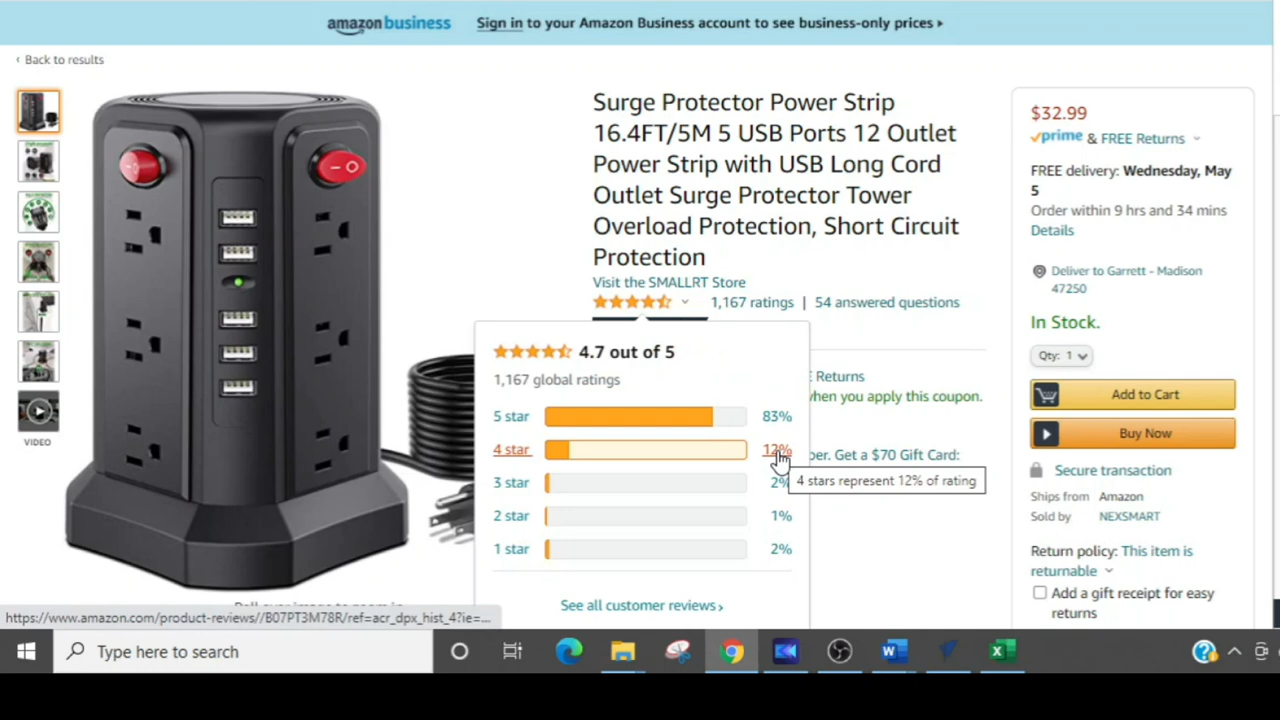 amazon business
Sign in to your Amazon Business account to see business-only prices
‹ Back to results
VIDEO
Surge Protector Power Strip
16.4FT/5M 5 USB Ports 12 Outlet
Power Strip with USB Long Cord
Outlet Surge Protector Tower
Overload Protection, Short Circuit
Protection
Visit the SMALLRT Store
1,167 ratings | 54 answered questions
4.7 out of 5
1,167 global ratings
5 star 83%
4 star 12%
3 star 2%
2 star 1%
1 star 2%
See all customer reviews ›
Returns
when you apply this coupon.
Get a $70 Gift Card:
4 stars represent 12% of rating
$32.99
prime & FREE Returns
FREE delivery: Wednesday, May
5
Order within 9 hrs and 34 mins
Details
Deliver to Garrett - Madison
47250
In Stock.
Qty: 1
Add to Cart
Buy Now
Secure transaction
Ships from Amazon
Sold by NEXSMART
Return policy: This item is
returnable
Add a gift receipt for easy
returns
https://www.amazon.com/product-reviews//B07PT3M78R/ref=acr_dpx_hist_4?ie=...
Type here to search